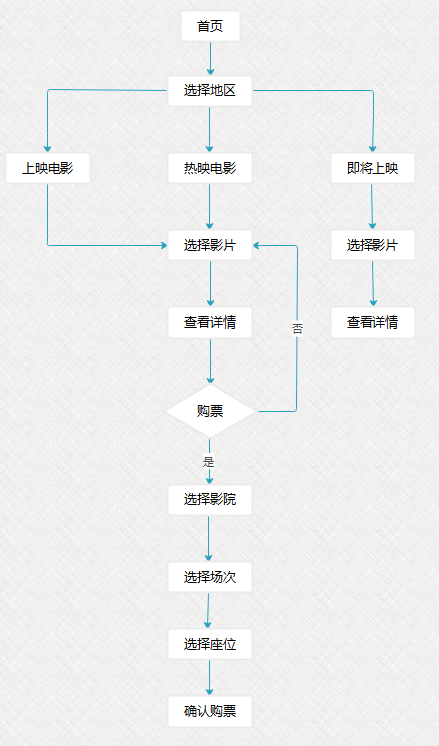 首页
选择地区
上映电影
热映电影
即将上映
选择影片
选择影片
查看详情
查看详情
否
购票
是
选择影院
选择场次
选择座位
确认购票